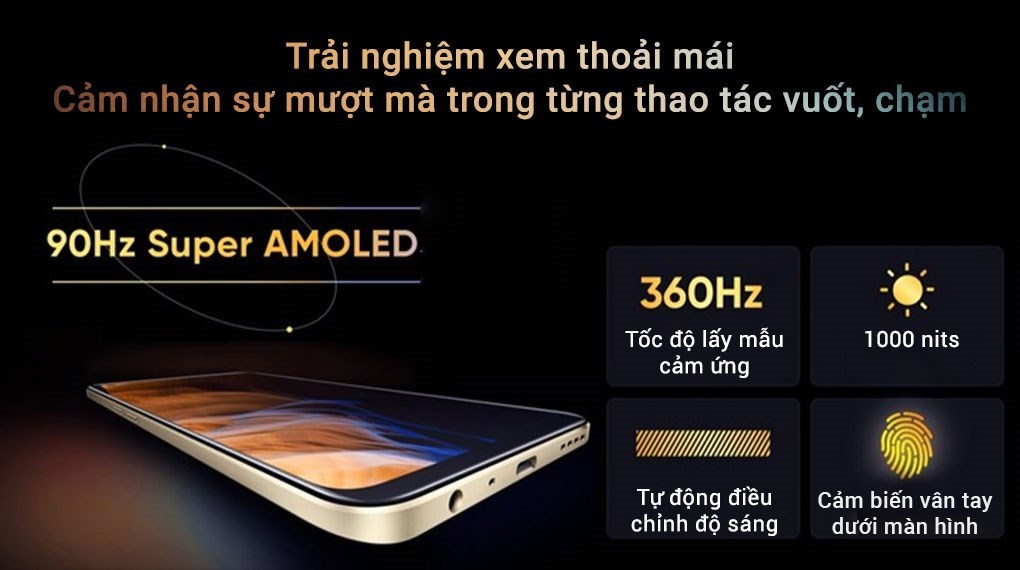 Trải nghiệm xem thoải mái
Cảm nhận sự mượt mà trong từng thao tác vuốt, chạm
90Hz Super AMOLED
360Hz
Tốc độ lấy mẫu
cảm ứng
1000 nits
Tự động điều
chỉnh độ sáng
Cảm biến vân tay
dưới màn hình